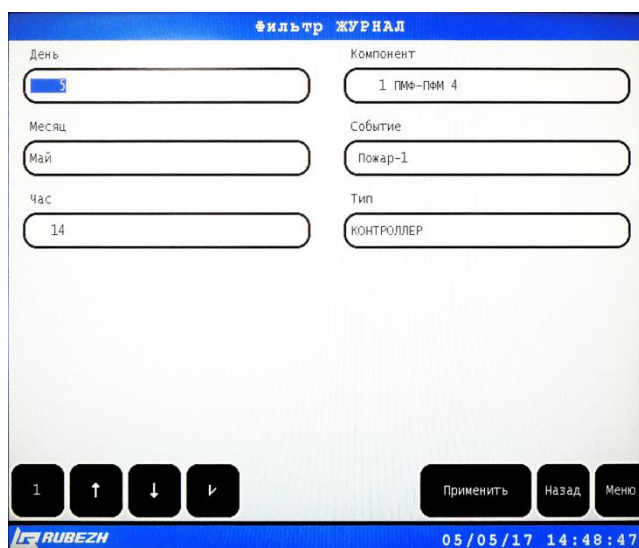 Фильтр ЖУРНАЛ
День
5
Месяц
Май
Час
14
Компонент
1 ПМФ-ПФМ 4
Событие
Пожар-1
Тип
КОНТРОЛЛЕР
1 ↑ ↓ Применить Назад Меню
RUBEZH 05/05/17 14:48:47